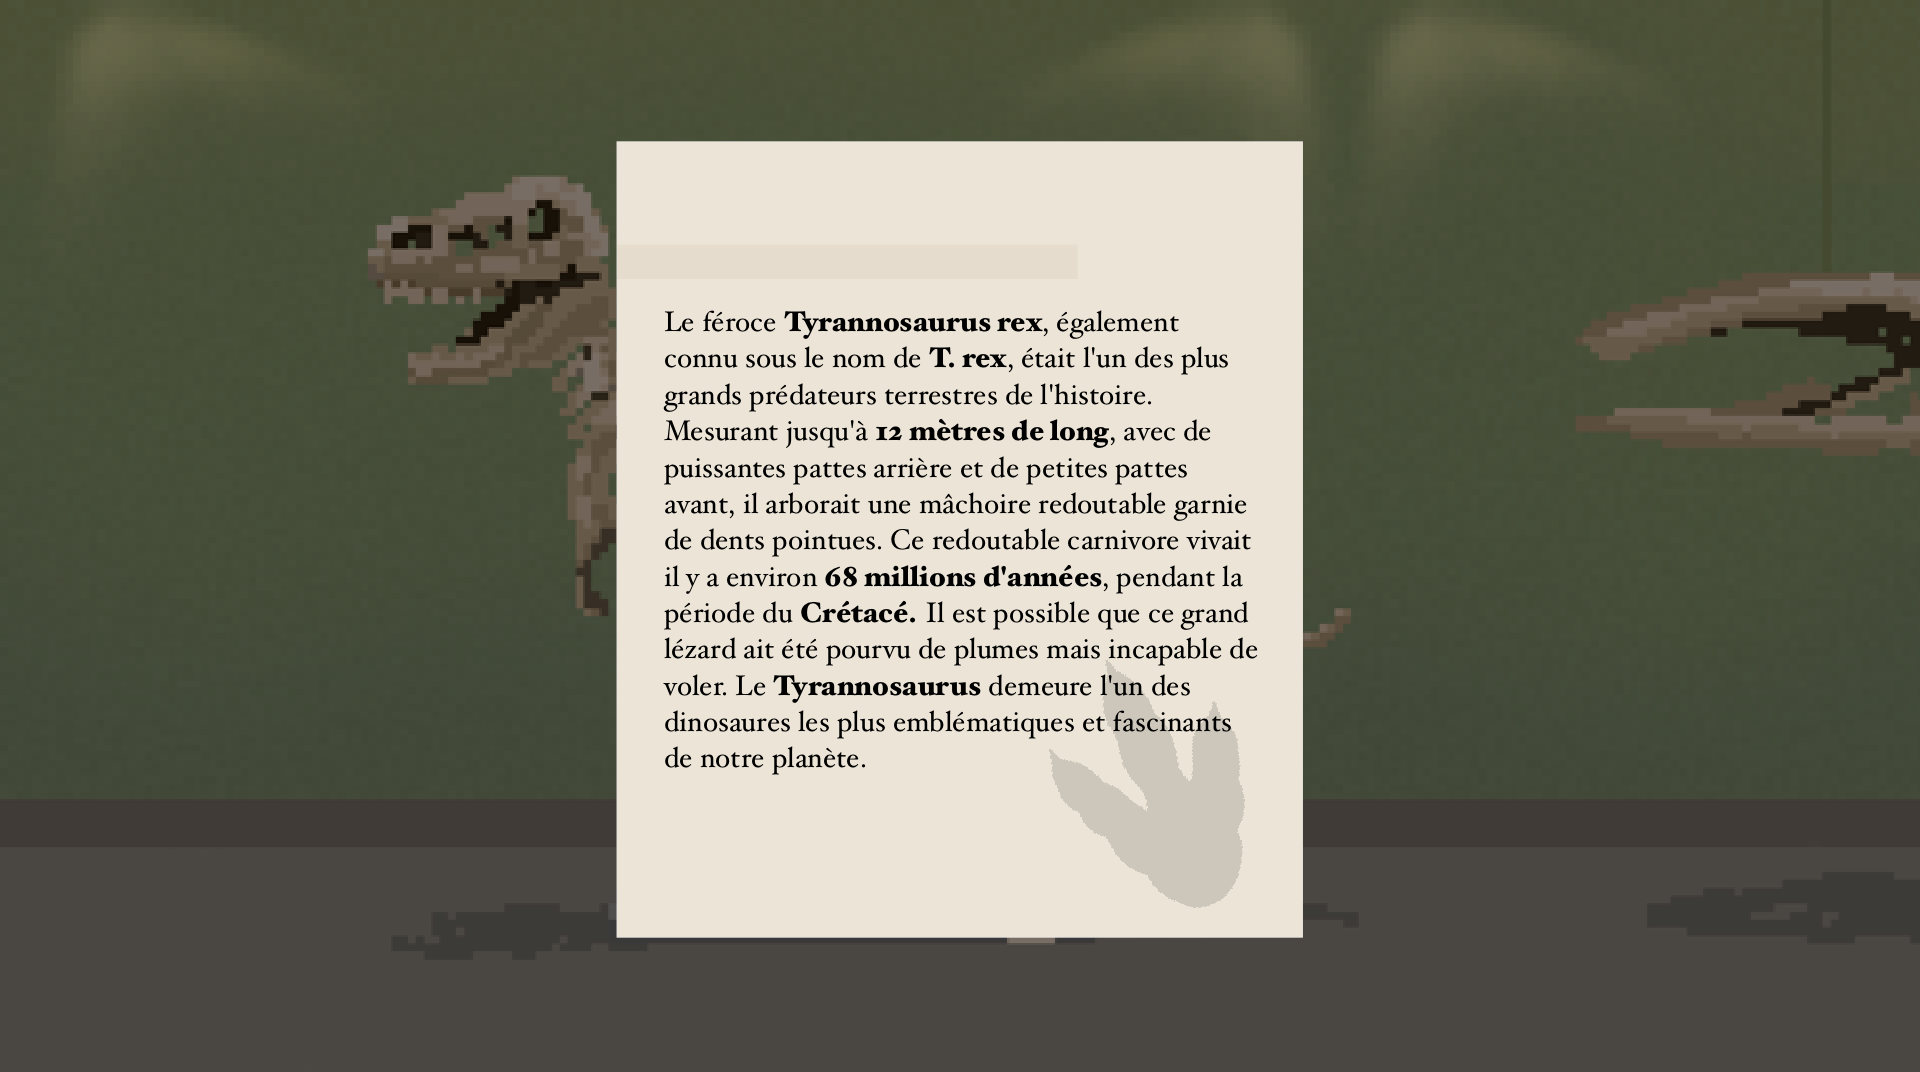 Le féroce Tyrannosaurus rex, également
connu sous le nom de T. rex, était l'un des plus
grands prédateurs terrestres de l'histoire.
Mesurant jusqu'à 12 mètres de long, avec de
puissantes pattes arrière et de petites pattes
avant, il arborait une mâchoire redoutable garnie
de dents pointues. Ce redoutable carnivore vivait
il y a environ 68 millions d'années, pendant la
période du Crétacé. Il est possible que ce grand
lézard ait été pourvu de plumes mais incapable de
voler. Le Tyrannosaurus demeure l'un des
dinosaures les plus emblématiques et fascinants
de notre planète.